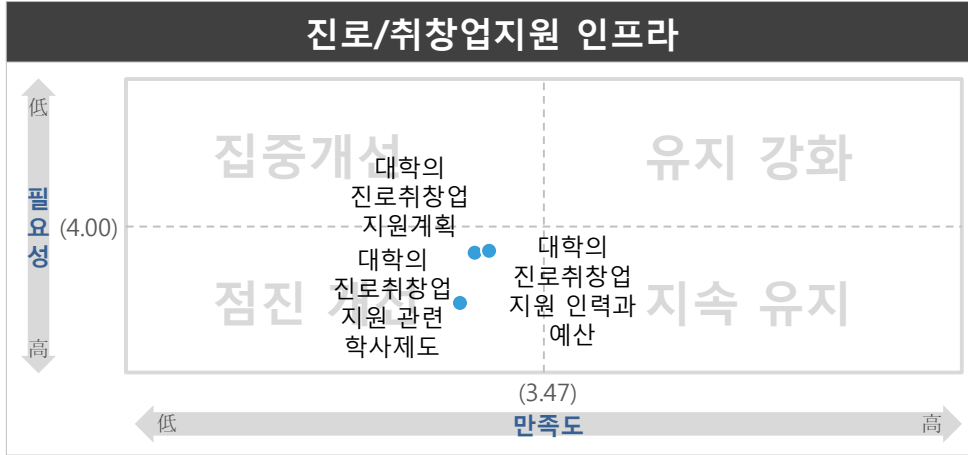 진로/취창업지원 인프라
低
필
요
성
高
(4.00)
집중개선
유지 강화
대학의
진로취창업
지원계획
점진 개선
지속 유지
대학의
진로취창업
지원 관련
학사제도
대학의
진로취창업
지원 인력과
예산
(3.47)
低
만족도
高